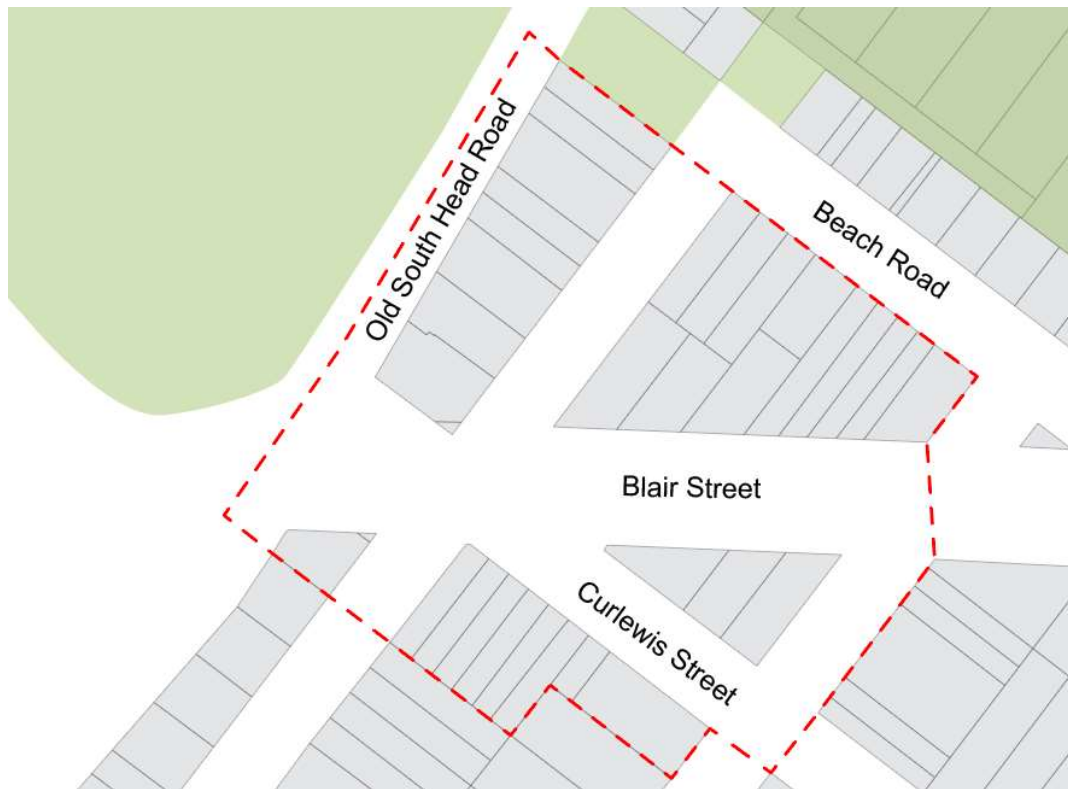 Old South Head Road
Beach Road
Blair Street
Curlewis Street